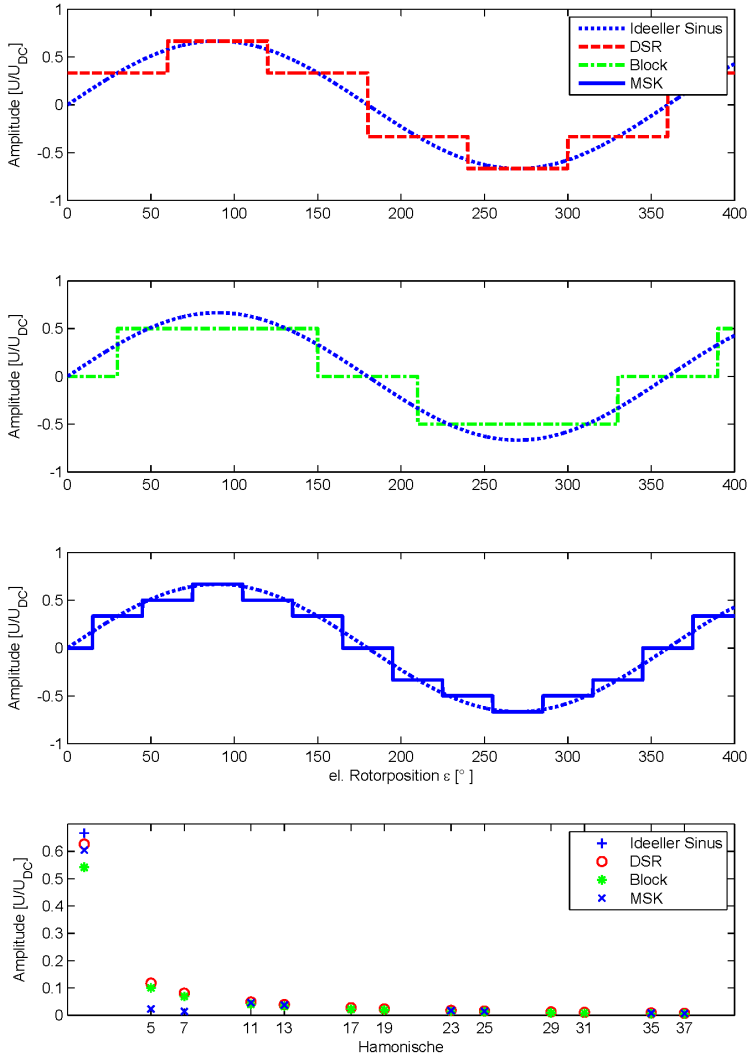 1
0.5
0
-0.5
-1
Amplitude [U/U_DC]
0 50 100 150 200 250 300 350 400
Ideeller Sinus
DSR
Block
MSK
1
0.5
0
-0.5
-1
Amplitude [U/U_DC]
0 50 100 150 200 250 300 350 400
1
0.5
0
-0.5
-1
Amplitude [U/U_DC]
0 50 100 150 200 250 300 350 400
el. Rotorposition ε [° ]
0.6
0.5
0.4
0.3
0.2
0.1
0
Amplitude [U/U_DC]
Ideeller Sinus
DSR
Block
MSK
5 7 11 13 17 19 23 25 29 31 35 37
Hamonische